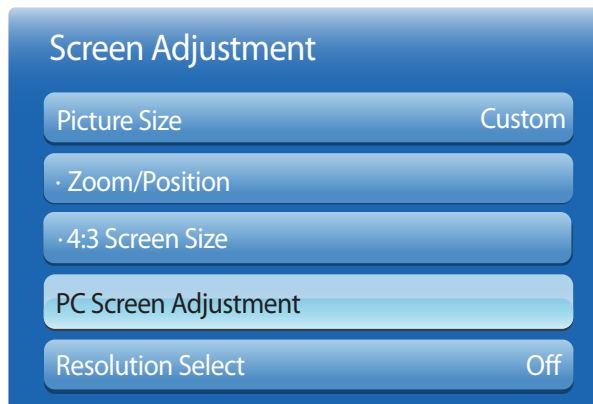 Screen Adjustment
Picture Size Custom
· Zoom/Position
· 4:3 Screen Size
PC Screen Adjustment
Resolution Select Off